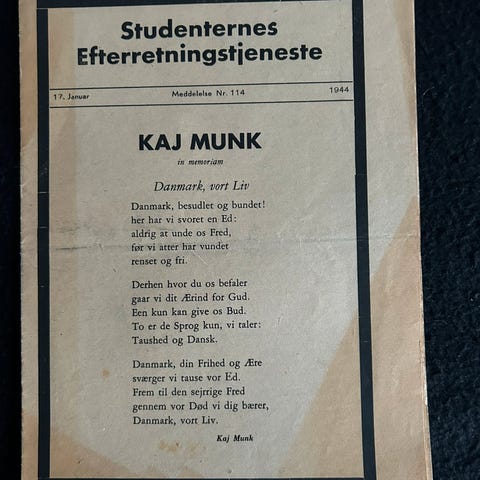 Studenternes
Efterretningstjeneste
17. Januar Meddelelse Nr. 114 1944
KAJ MUNK
in memoriam
Danmark, vort Liv
Danmark, besudlet og bundet!
her har vi svoret en Ed:
aldrig at unde os Fred,
før vi atter har vundet
renset og fri.
Derhen hvor du os befaler
gaar vi dit Ærind for Gud.
Een kun kan give os Bud.
To er de Sprog kun, vi taler:
Taushed og Dansk.
Danmark, din Frihed og Ære
sværger vi tause vor Ed.
Frem til den sejrrige Fred
gennem vor Død vi dig bærer,
Danmark, vort Liv.
Kaj Munk